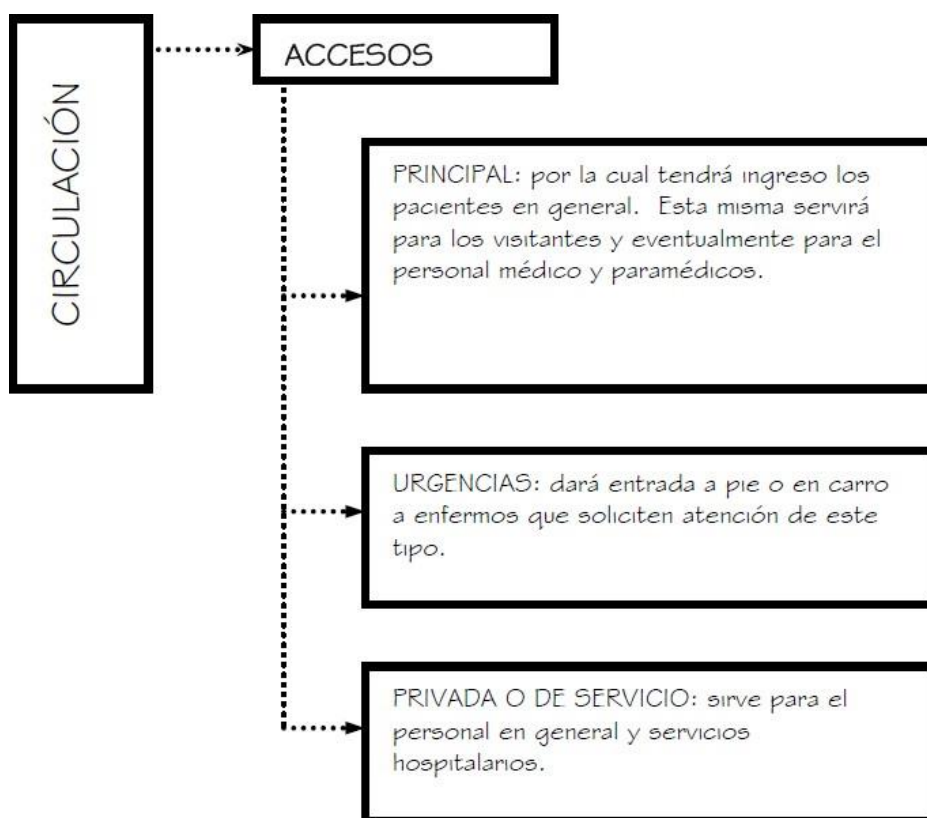 CIRCULACIÓN
ACCESOS
PRINCIPAL: por la cual tendrá ingreso los
pacientes en general. Esta misma servirá
para los visitantes y eventualmente para el
personal médico y paramédicos.
URGENCIAS: dará entrada a pie o en carro
a enfermos que soliciten atención de este
tipo.
PRIVADA O DE SERVICIO: sirve para el
personal en general y servicios
hospitalarios.